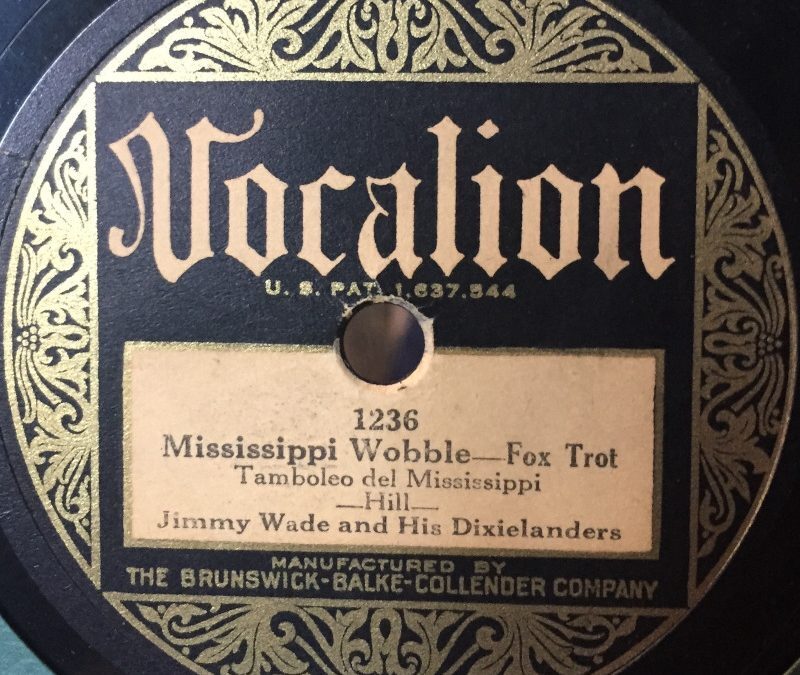 Vocalion
U. S. PAT. 1,637,544
1236
Mississippi Wobble—Fox Trot
Tamboleo del Mississippi
—Hill—
Jimmy Wade and His Dixielanders
MANUFACTURED BY
THE BRUNSWICK-BALKE-COLLENDER COMPANY